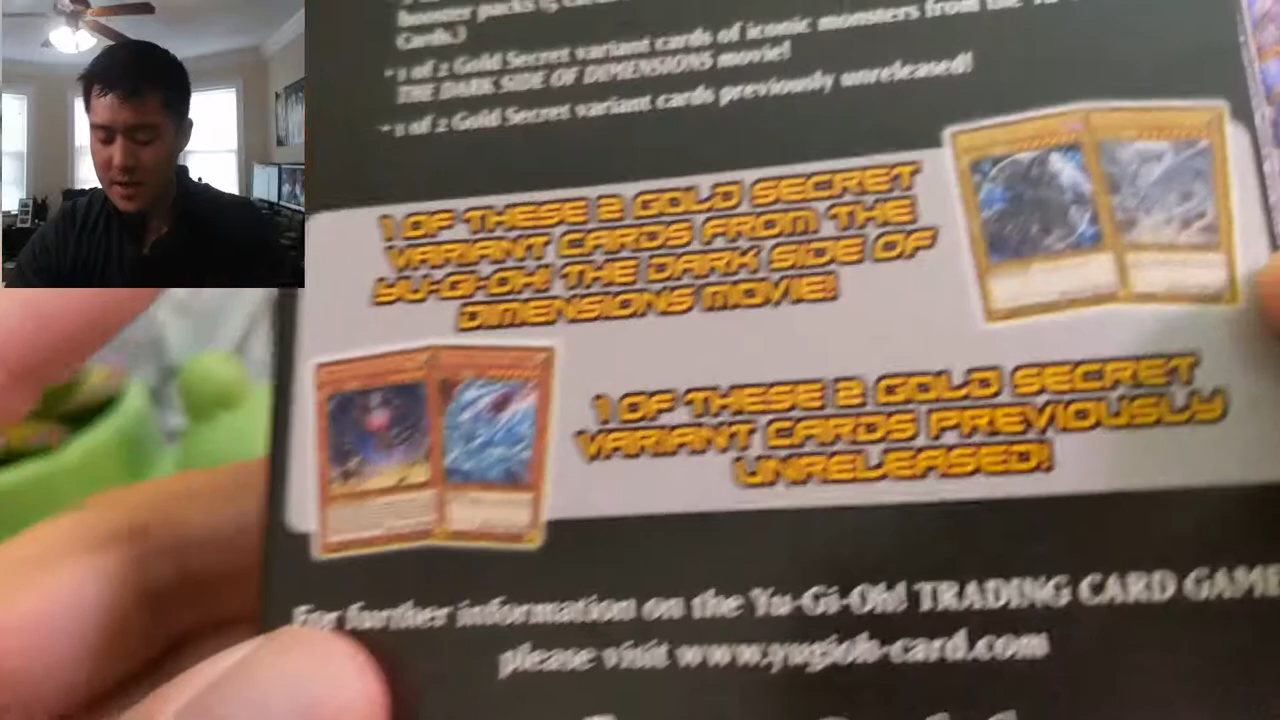 booster packs (5 
Cards.)
• 1 of 2 Gold Secret variant cards of iconic monsters from the
THE DARK SIDE OF DIMENSIONS movie!
• 1 of 2 Gold Secret variant cards previously unreleased!
1 OF THESE 2 GOLD SECRET
VARIANT CARDS FROM THE
YU-GI-OH! THE DARK SIDE OF
DIMENSIONS MOVIE!
1 OF THESE 2 GOLD SECRET
VARIANT CARDS PREVIOUSLY
UNRELEASED!
For further information on the Yu-Gi-Oh! TRADING CARD GAME
please visit www.yugioh-card.com